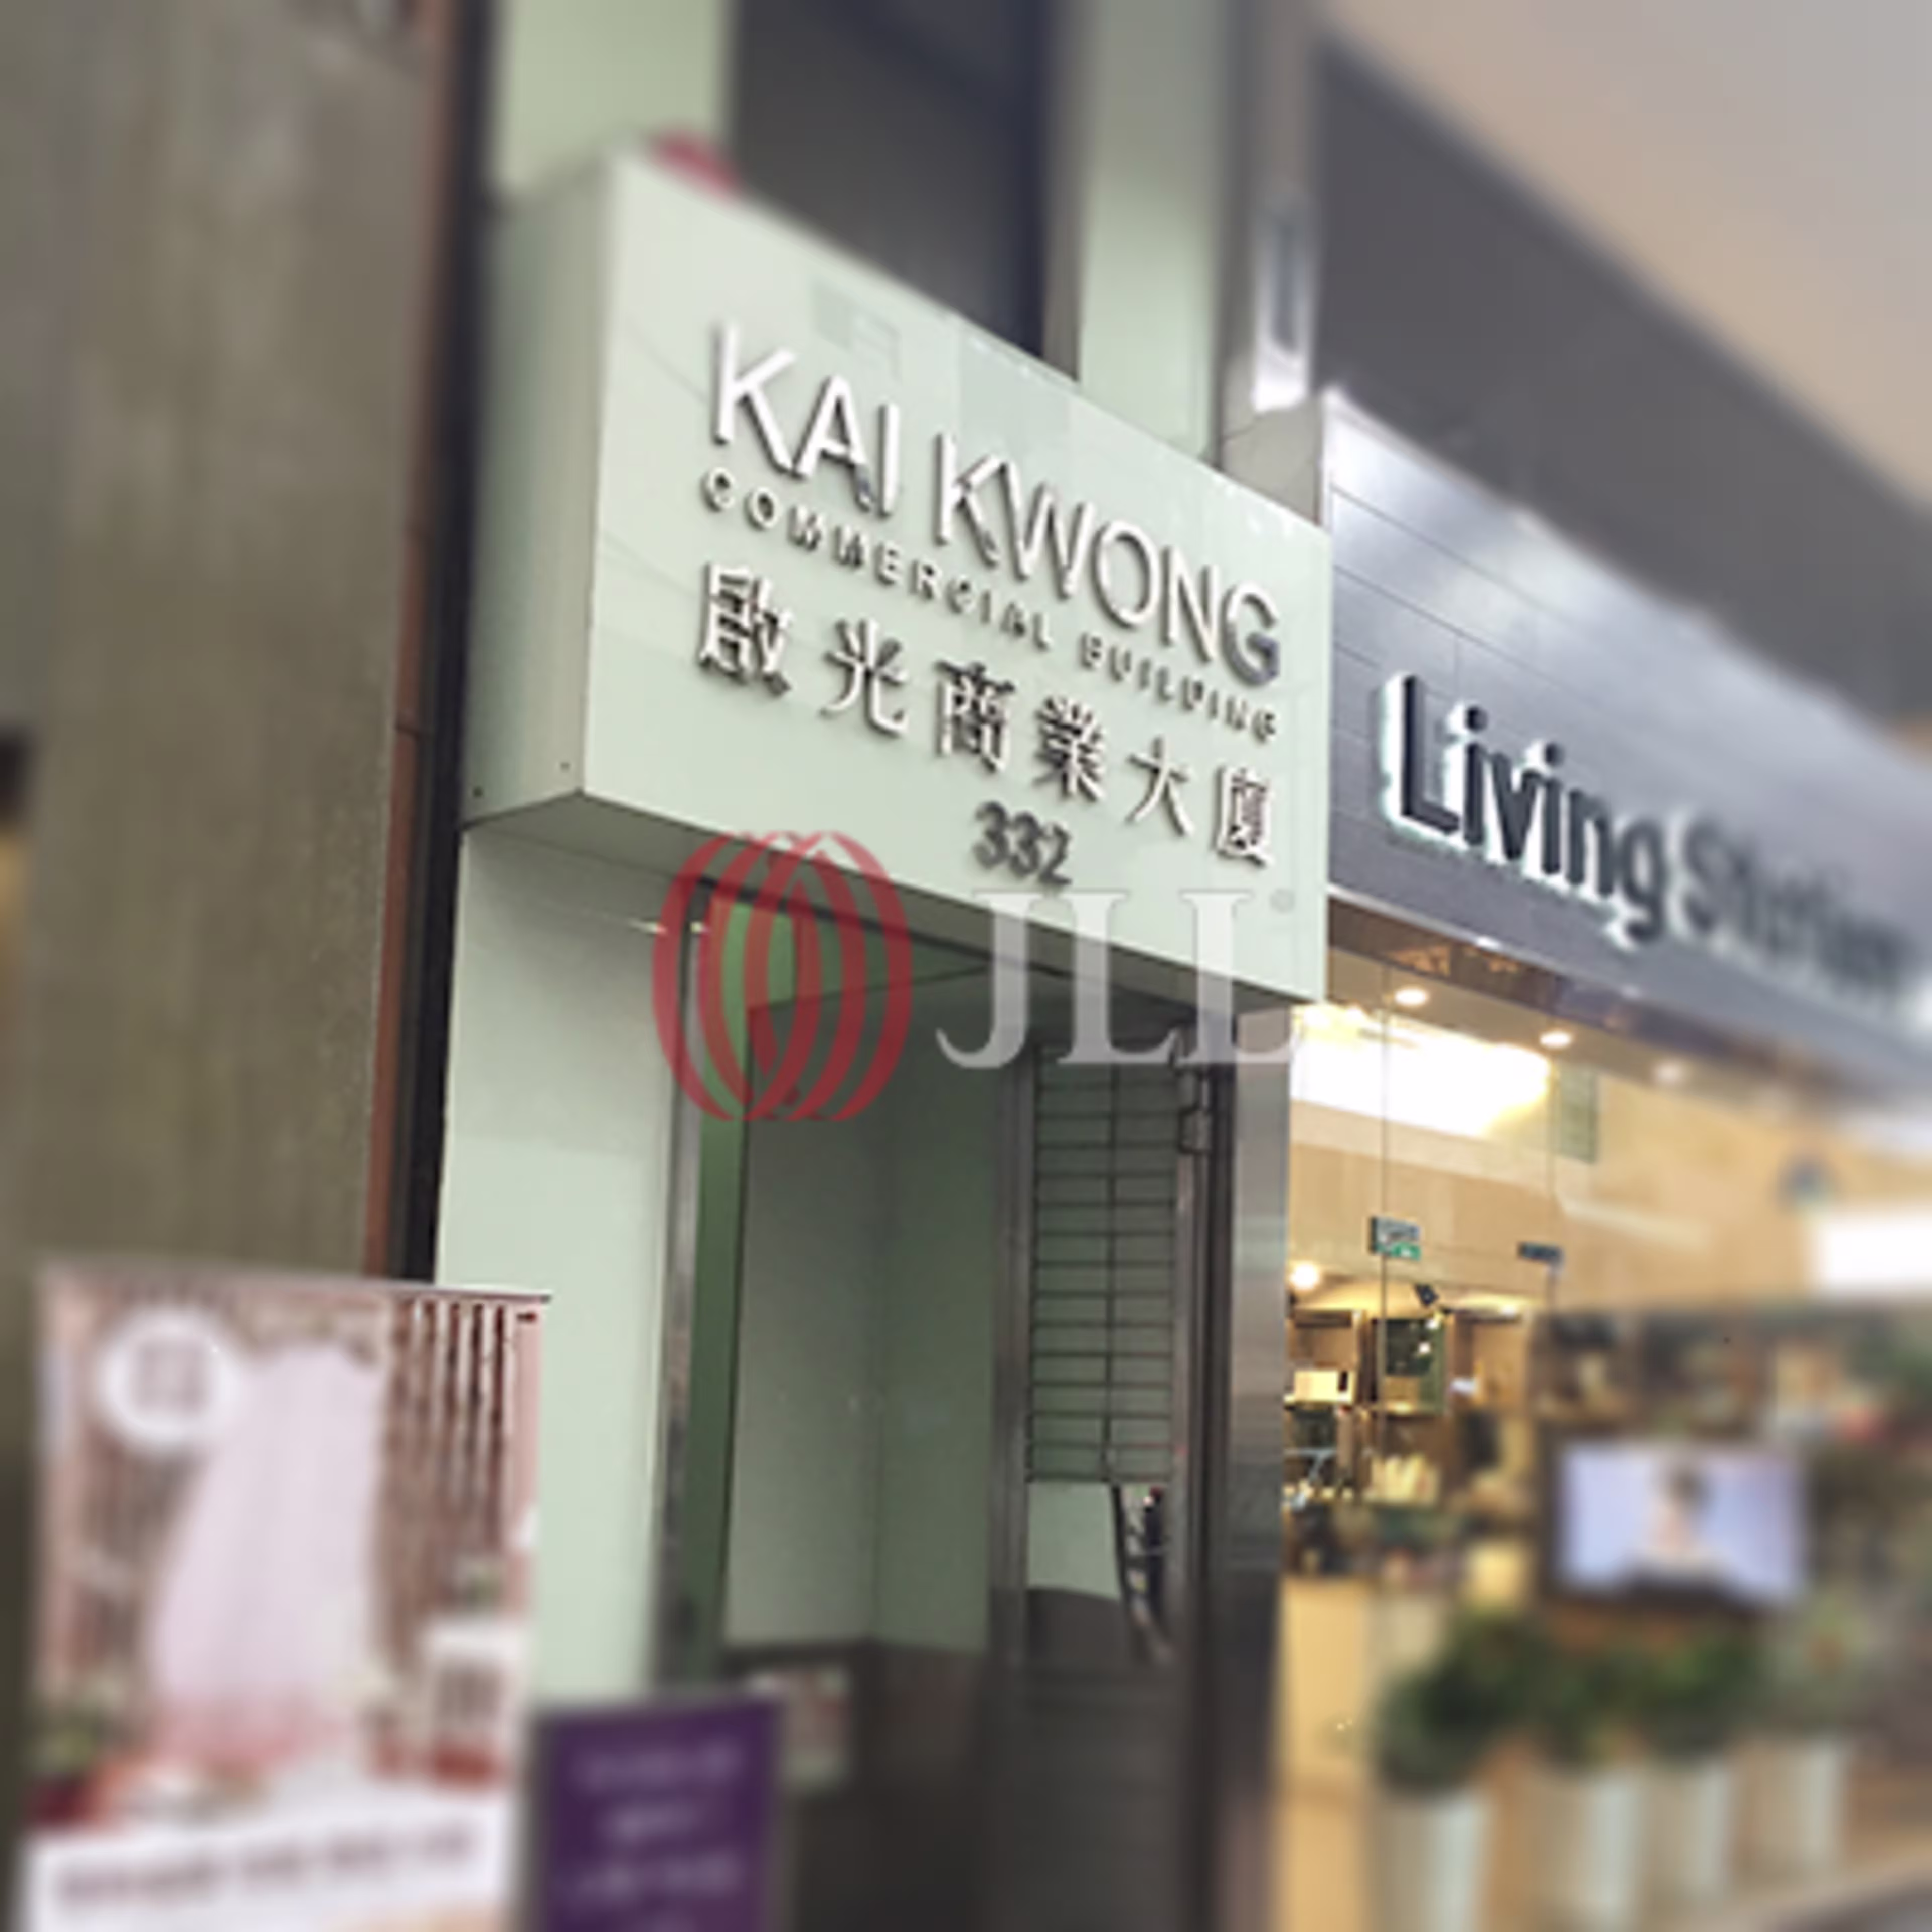 KAI KWONG
COMMERCIAL BUILDING
啟光商業大廈
332
JLL
Living